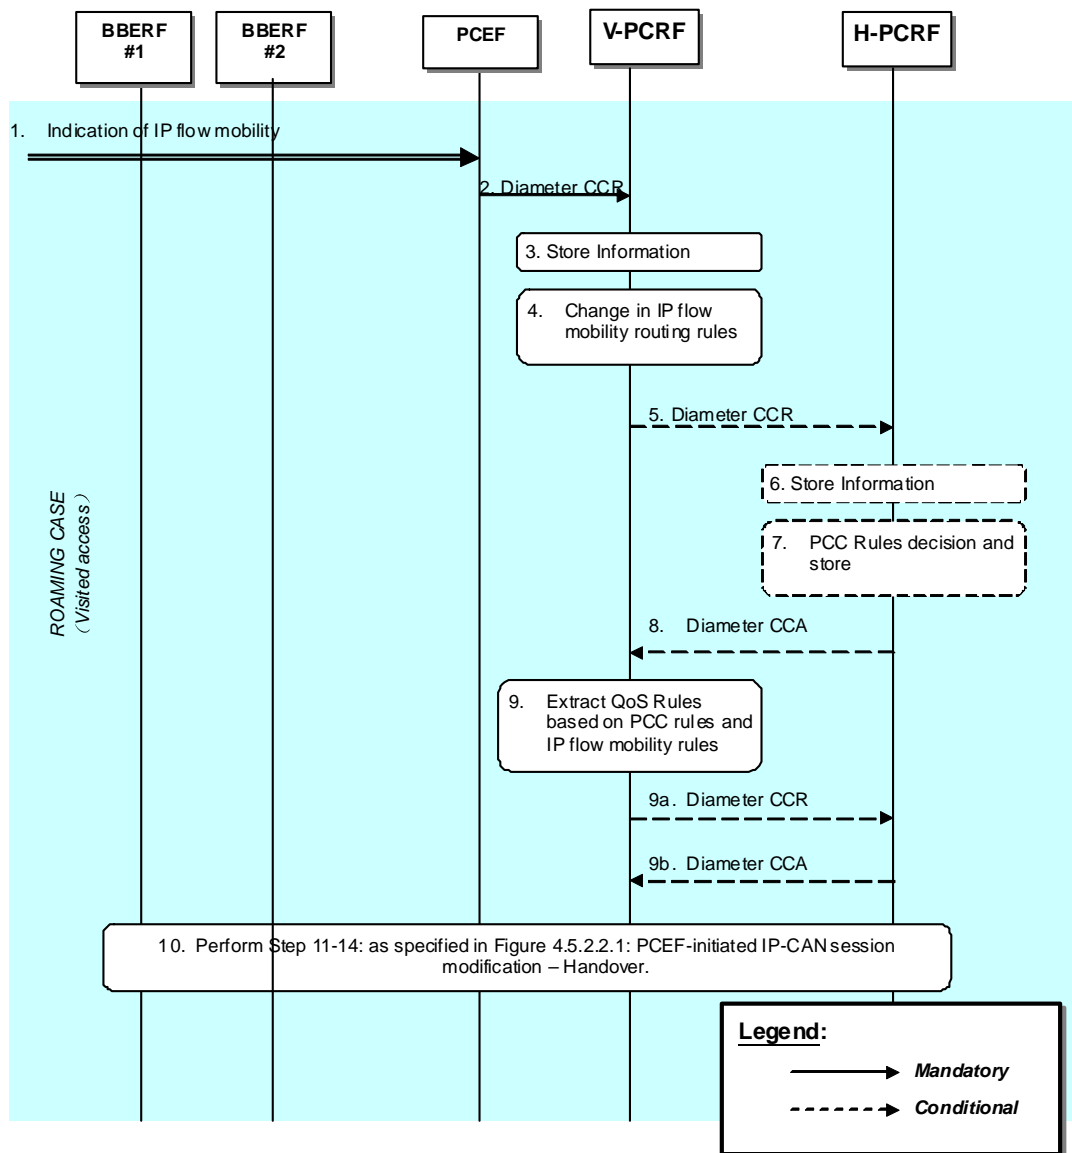 BBERF
#1
BBERF
#2
PCEF
V-PCRF
H-PCRF
1. Indication of IP flow mobility
2. Diameter CCR
3. Store Information
4. Change in IP flow
mobility routing rules
5. Diameter CCR
6. Store Information
7. PCC Rules decision and
store
ROAMING CASE
(Visited access)
8. Diameter CCA
9. Extract QoS Rules
based on PCC rules and
IP flow mobility rules
9a. Diameter CCR
9b. Diameter CCA
10. Perform Step 11-14: as specified in Figure 4.5.2.2.1: PCEF-initiated IP-CAN session
modification – Handover.
Legend:
Mandatory
Conditional